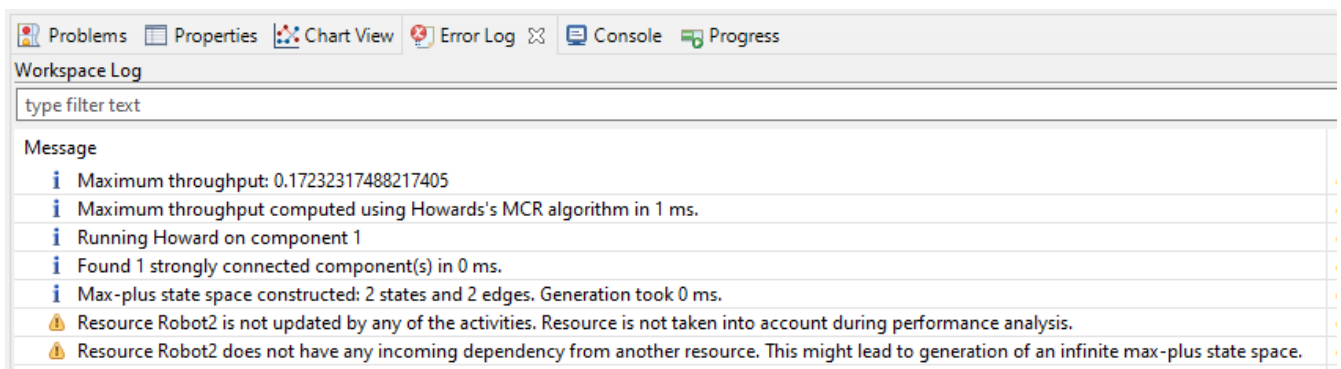 Problems Properties Chart View Error Log Console Progress
Workspace Log
type filter text
Message
Maximum throughput: 0.17232317488217405
Maximum throughput computed using Howards's MCR algorithm in 1 ms.
Running Howard on component 1
Found 1 strongly connected component(s) in 0 ms.
Max-plus state space constructed: 2 states and 2 edges. Generation took 0 ms.
Resource Robot2 is not updated by any of the activities. Resource is not taken into account during performance analysis.
Resource Robot2 does not have any incoming dependency from another resource. This might lead to generation of an infinite max-plus state space.